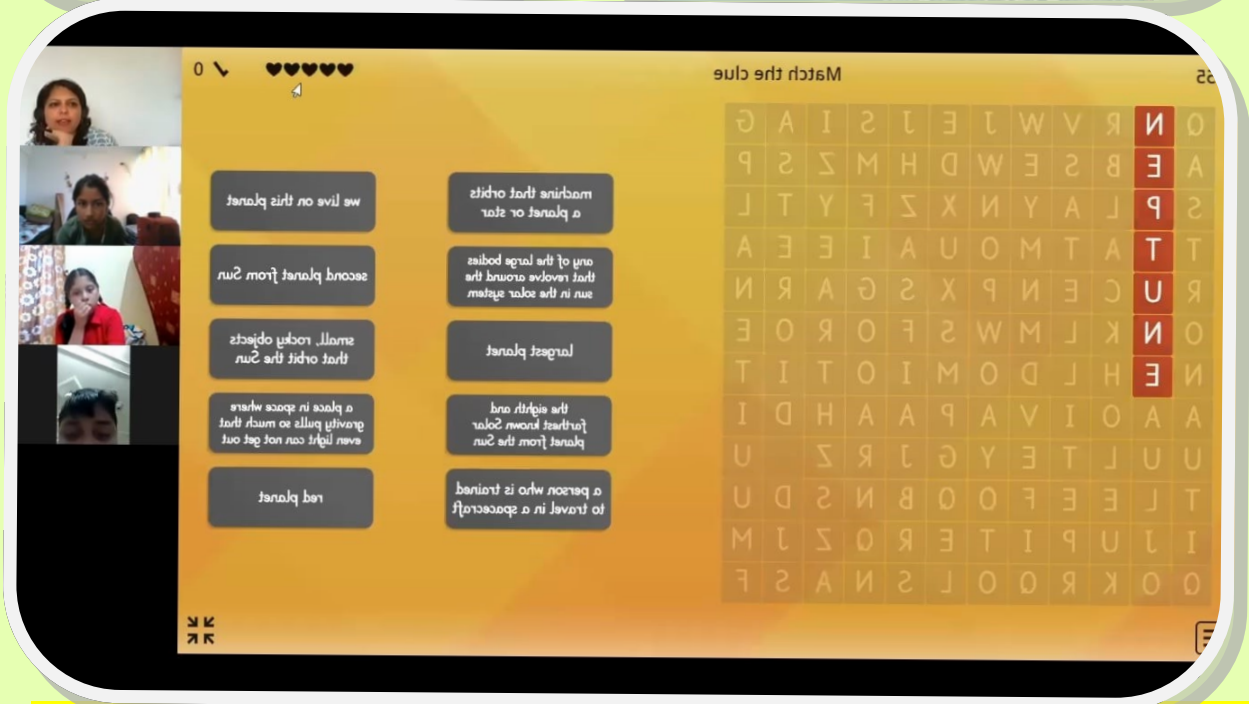 Match the clue
0
Q N R V W J E J S I A G
A E B S E W D H M Z S P
S P L A Y N X Z F Y T L
T T A T M O U A I E E A
R U C E N P X S G A R N
O N K L M W S F O R O E
N E H L D O M I O T I T
A A O I V A P A A H D I
U U L T E Y G J R Z U
T L E E F O Q B N S D U
I J U P I T E R Q Z J M
Q O K R Q O L S N A S F
machine that orbits
a planet or star
we live on this planet
any of the large bodies
that revolve around the
sun in the solar system
second planet from Sun
largest planet
small, rocky objects
that orbit the Sun
the eighth and
farthest known Solar
planet from the Sun
a place in space where
gravity pulls so much that
even light can not get out
a person who is trained
to travel in a spacecraft
red planet